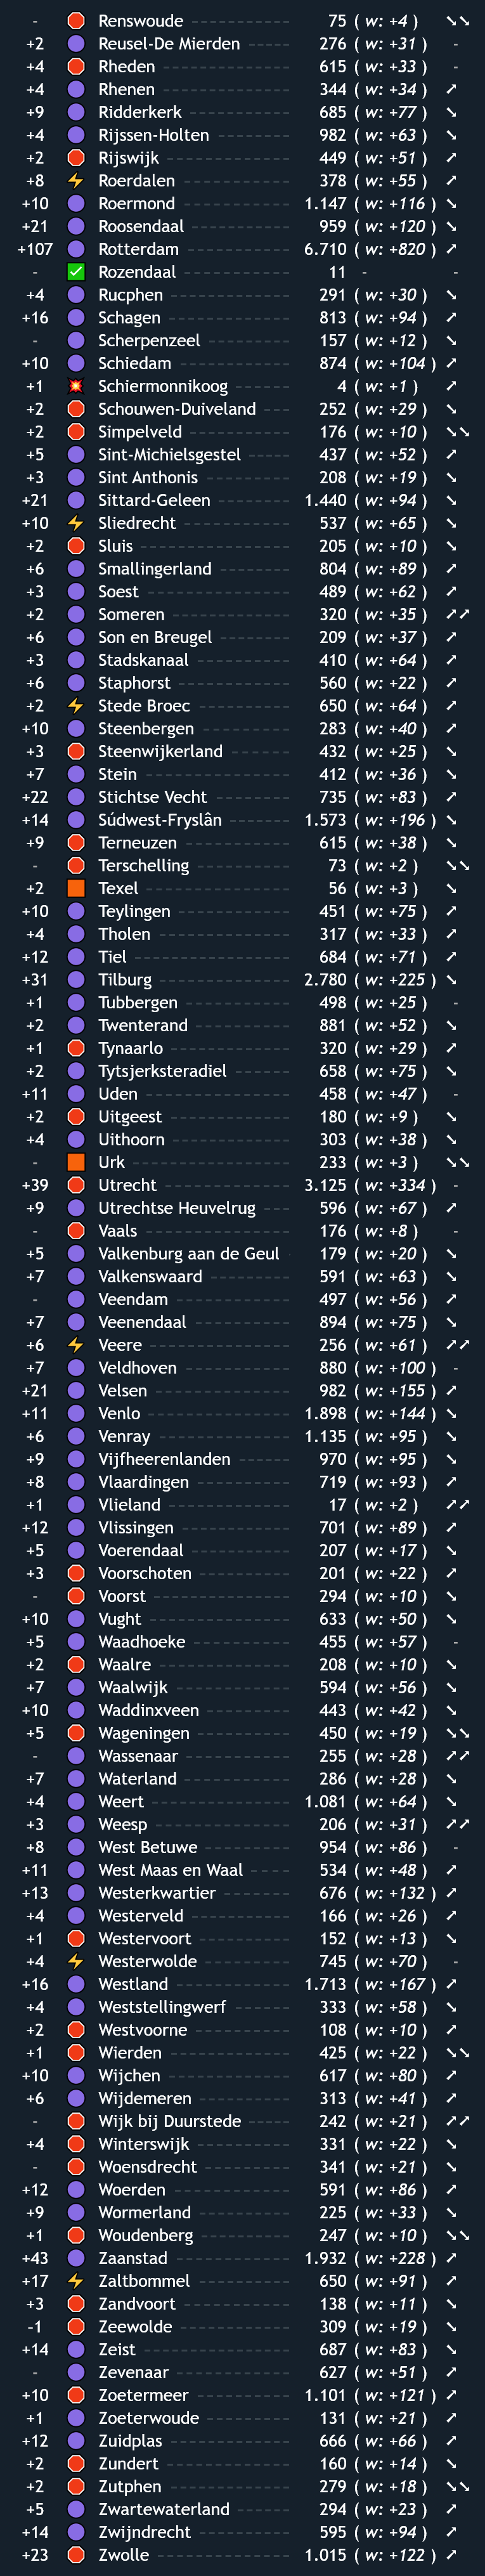 - Renswoude 75 ( w: +4 )
+2 Reusel-De Mierden 276 ( w: +31 ) -
+4 Rheden 615 ( w: +33 ) -
+4 Rhenen 344 ( w: +34 )
+9 Ridderkerk 685 ( w: +77 )
+4 Rijssen-Holten 982 ( w: +63 )
+2 Rijswijk 449 ( w: +51 )
+8 Roerdalen 378 ( w: +55 )
+10 Roermond 1.147 ( w: +116 )
+21 Roosendaal 959 ( w: +120 )
+107 Rotterdam 6.710 ( w: +820 )
- Rozendaal 11 - -
+4 Rucphen 291 ( w: +30 )
+16 Schagen 813 ( w: +94 )
- Scherpenzeel 157 ( w: +12 )
+10 Schiedam 874 ( w: +104 )
+1 Schiermonnikoog 4 ( w: +1 )
+2 Schouwen-Duiveland 252 ( w: +29 )
+2 Simpelveld 176 ( w: +10 )
+5 Sint-Michielsgestel 437 ( w: +52 )
+3 Sint Anthonis 208 ( w: +19 )
+21 Sittard-Geleen 1.440 ( w: +94 )
+10 Sliedrecht 537 ( w: +65 )
+2 Sluis 205 ( w: +10 )
+6 Smallingerland 804 ( w: +89 )
+3 Soest 489 ( w: +62 )
+2 Someren 320 ( w: +35 )
+6 Son en Breugel 209 ( w: +37 )
+3 Stadskanaal 410 ( w: +64 )
+6 Staphorst 560 ( w: +22 )
+2 Stede Broec 650 ( w: +64 )
+10 Steenbergen 283 ( w: +40 )
+3 Steenwijkerland 432 ( w: +25 )
+7 Stein 412 ( w: +36 )
+22 Stichtse Vecht 735 ( w: +83 )
+14 Súdwest-Fryslân 1.573 ( w: +196 )
+9 Terneuzen 615 ( w: +38 )
- Terschelling 73 ( w: +2 )
+2 Texel 56 ( w: +3 )
+10 Teylingen 451 ( w: +75 )
+4 Tholen 317 ( w: +33 )
+12 Tiel 684 ( w: +71 )
+31 Tilburg 2.780 ( w: +225 )
+1 Tubbergen 498 ( w: +25 ) -
+2 Twenterand 881 ( w: +52 )
+1 Tynaarlo 320 ( w: +29 )
+2 Tytsjerksteradiel 658 ( w: +75 )
+11 Uden 458 ( w: +47 ) -
+2 Uitgeest 180 ( w: +9 )
+4 Uithoorn 303 ( w: +38 )
- Urk 233 ( w: +3 )
+39 Utrecht 3.125 ( w: +334 ) -
+9 Utrechtse Heuvelrug 596 ( w: +67 )
- Vaals 176 ( w: +8 ) -
+5 Valkenburg aan de Geul 179 ( w: +20 )
+7 Valkenswaard 591 ( w: +63 )
- Veendam 497 ( w: +56 )
+7 Veenendaal 894 ( w: +75 )
+6 Veere 256 ( w: +61 )
+7 Veldhoven 880 ( w: +100 ) -
+21 Velsen 982 ( w: +155 )
+11 Venlo 1.898 ( w: +144 )
+6 Venray 1.135 ( w: +95 )
+9 Vijfheerenlanden 970 ( w: +95 )
+8 Vlaardingen 719 ( w: +93 )
+1 Vlieland 17 ( w: +2 )
+12 Vlissingen 701 ( w: +89 )
+5 Voerendaal 207 ( w: +17 )
+3 Voorschoten 201 ( w: +22 )
- Voorst 294 ( w: +10 )
+10 Vught 633 ( w: +50 )
+5 Waadhoeke 455 ( w: +57 ) -
+2 Waalre 208 ( w: +10 )
+7 Waalwijk 594 ( w: +56 )
+10 Waddinxveen 443 ( w: +42 )
+5 Wageningen 450 ( w: +19 )
- Wassenaar 255 ( w: +28 )
+7 Waterland 286 ( w: +28 )
+4 Weert 1.081 ( w: +64 )
+3 Weesp 206 ( w: +31 )
+8 West Betuwe 954 ( w: +86 ) -
+11 West Maas en Waal 534 ( w: +48 )
+13 Westerkwartier 676 ( w: +132 )
+4 Westerveld 166 ( w: +26 )
+1 Westervoort 152 ( w: +13 )
+4 Westerwolde 745 ( w: +70 ) -
+16 Westland 1.713 ( w: +167 )
+4 Weststellingwerf 333 ( w: +58 )
+2 Westvoorne 108 ( w: +10 )
+1 Wierden 425 ( w: +22 )
+10 Wijchen 617 ( w: +80 )
+6 Wijdemeren 313 ( w: +41 )
- Wijk bij Duurstede 242 ( w: +21 )
+4 Winterswijk 331 ( w: +22 )
- Woensdrecht 341 ( w: +21 )
+12 Woerden 591 ( w: +86 )
+9 Wormerland 225 ( w: +33 )
+1 Woudenberg 247 ( w: +10 )
+43 Zaanstad 1.932 ( w: +228 )
+17 Zaltbommel 650 ( w: +91 )
+3 Zandvoort 138 ( w: +11 )
-1 Zeewolde 309 ( w: +19 )
+14 Zeist 687 ( w: +83 )
- Zevenaar 627 ( w: +51 )
+10 Zoetermeer 1.101 ( w: +121 )
+1 Zoeterwoude 131 ( w: +21 )
+12 Zuidplas 666 ( w: +66 )
+2 Zundert 160 ( w: +14 )
+2 Zutphen 279 ( w: +18 )
+5 Zwartewaterland 294 ( w: +23 )
+14 Zwijndrecht 595 ( w: +94 )
+23 Zwolle 1.015 ( w: +122 )